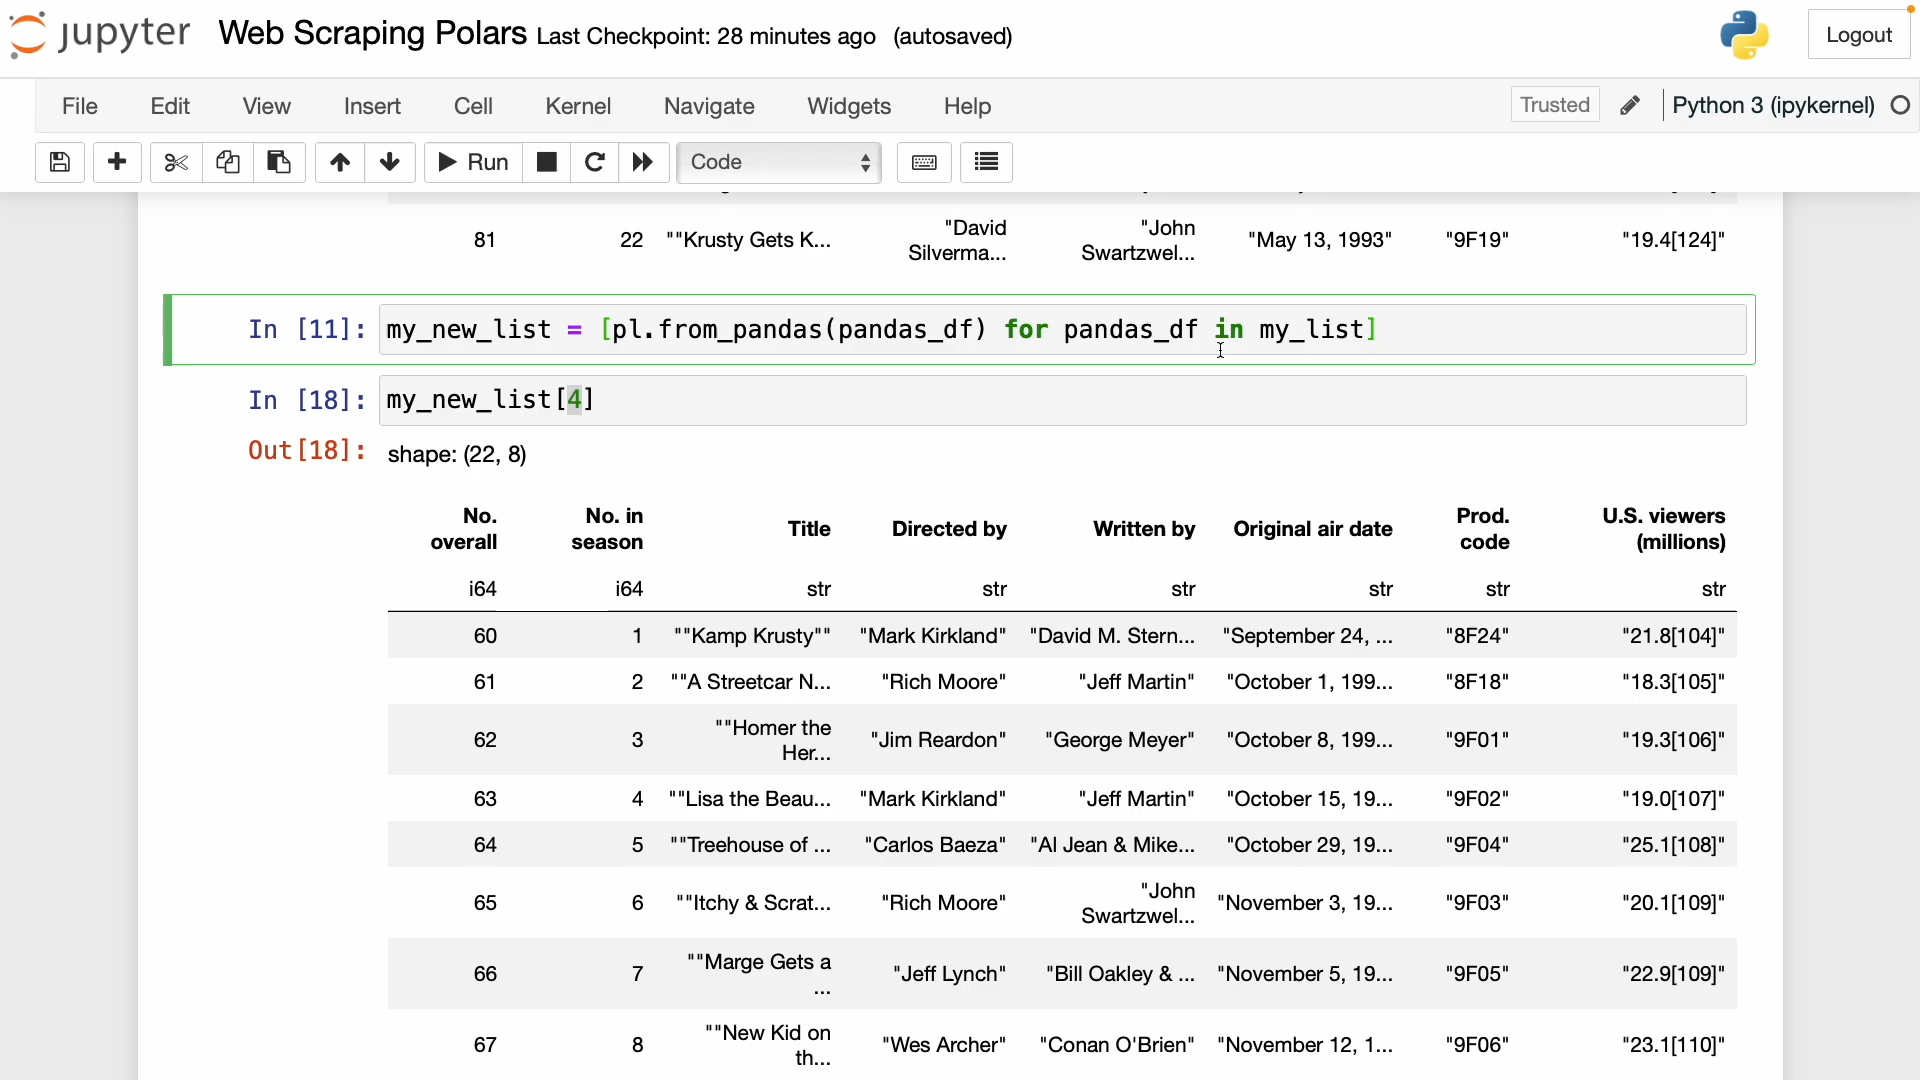 jupyter Web Scraping Polars Last Checkpoint: 28 minutes ago (autosaved) Logout
File Edit View Insert Cell Kernel Navigate Widgets Help Trusted Python 3 (ipykernel)
Run Code
81 22 ""Krusty Gets K... "David Silverma... "John Swartzwel... "May 13, 1993" "9F19" "19.4[124]"
In [11]: my_new_list = [pl.from_pandas(pandas_df) for pandas_df in my_list]
In [18]: my_new_list[4]
Out[18]: shape: (22, 8)
No. overall No. in season Title Directed by Written by Original air date Prod. code U.S. viewers (millions)
i64 i64 str str str str str str
60 1 ""Kamp Krusty"" "Mark Kirkland" "David M. Stern... "September 24, ... "8F24" "21.8[104]"
61 2 ""A Streetcar N... "Rich Moore" "Jeff Martin" "October 1, 199... "8F18" "18.3[105]"
62 3 ""Homer the Her... "Jim Reardon" "George Meyer" "October 8, 199... "9F01" "19.3[106]"
63 4 ""Lisa the Beau... "Mark Kirkland" "Jeff Martin" "October 15, 19... "9F02" "19.0[107]"
64 5 ""Treehouse of ... "Carlos Baeza" "Al Jean & Mike... "October 29, 19... "9F04" "25.1[108]"
65 6 ""Itchy & Scrat... "Rich Moore" "John Swartzwel... "November 3, 19... "9F03" "20.1[109]"
66 7 ""Marge Gets a ... "Jeff Lynch" "Bill Oakley & ... "November 5, 19... "9F05" "22.9[109]"
67 8 ""New Kid on th... "Wes Archer" "Conan O'Brien" "November 12, 1... "9F06" "23.1[110]"